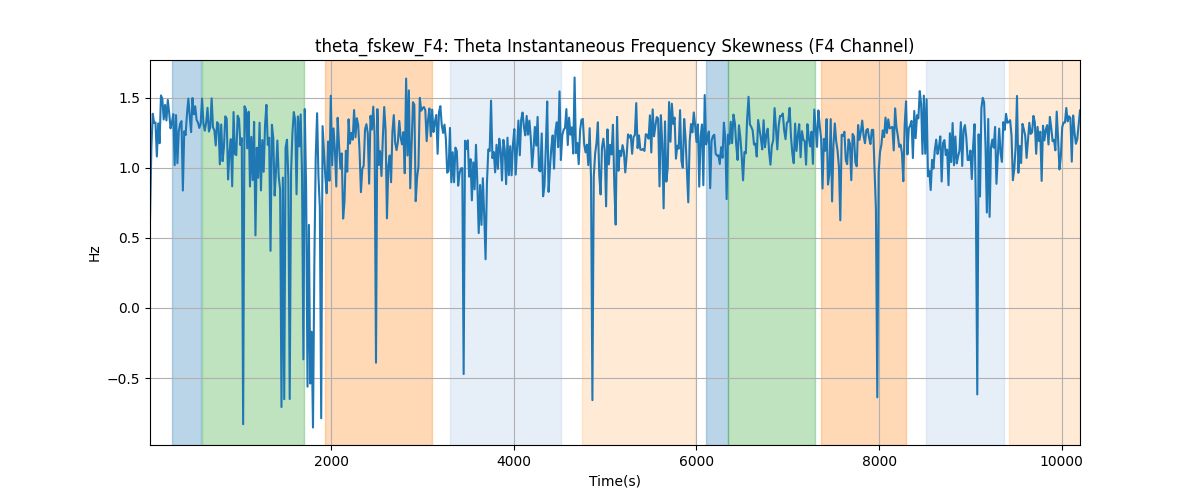 theta_fskew_F4: Theta Instantaneous Frequency Skewness (F4 Channel)
1.5
1.0
0.5
0.0
−0.5
Hz
2000 4000 6000 8000 10000
Time(s)